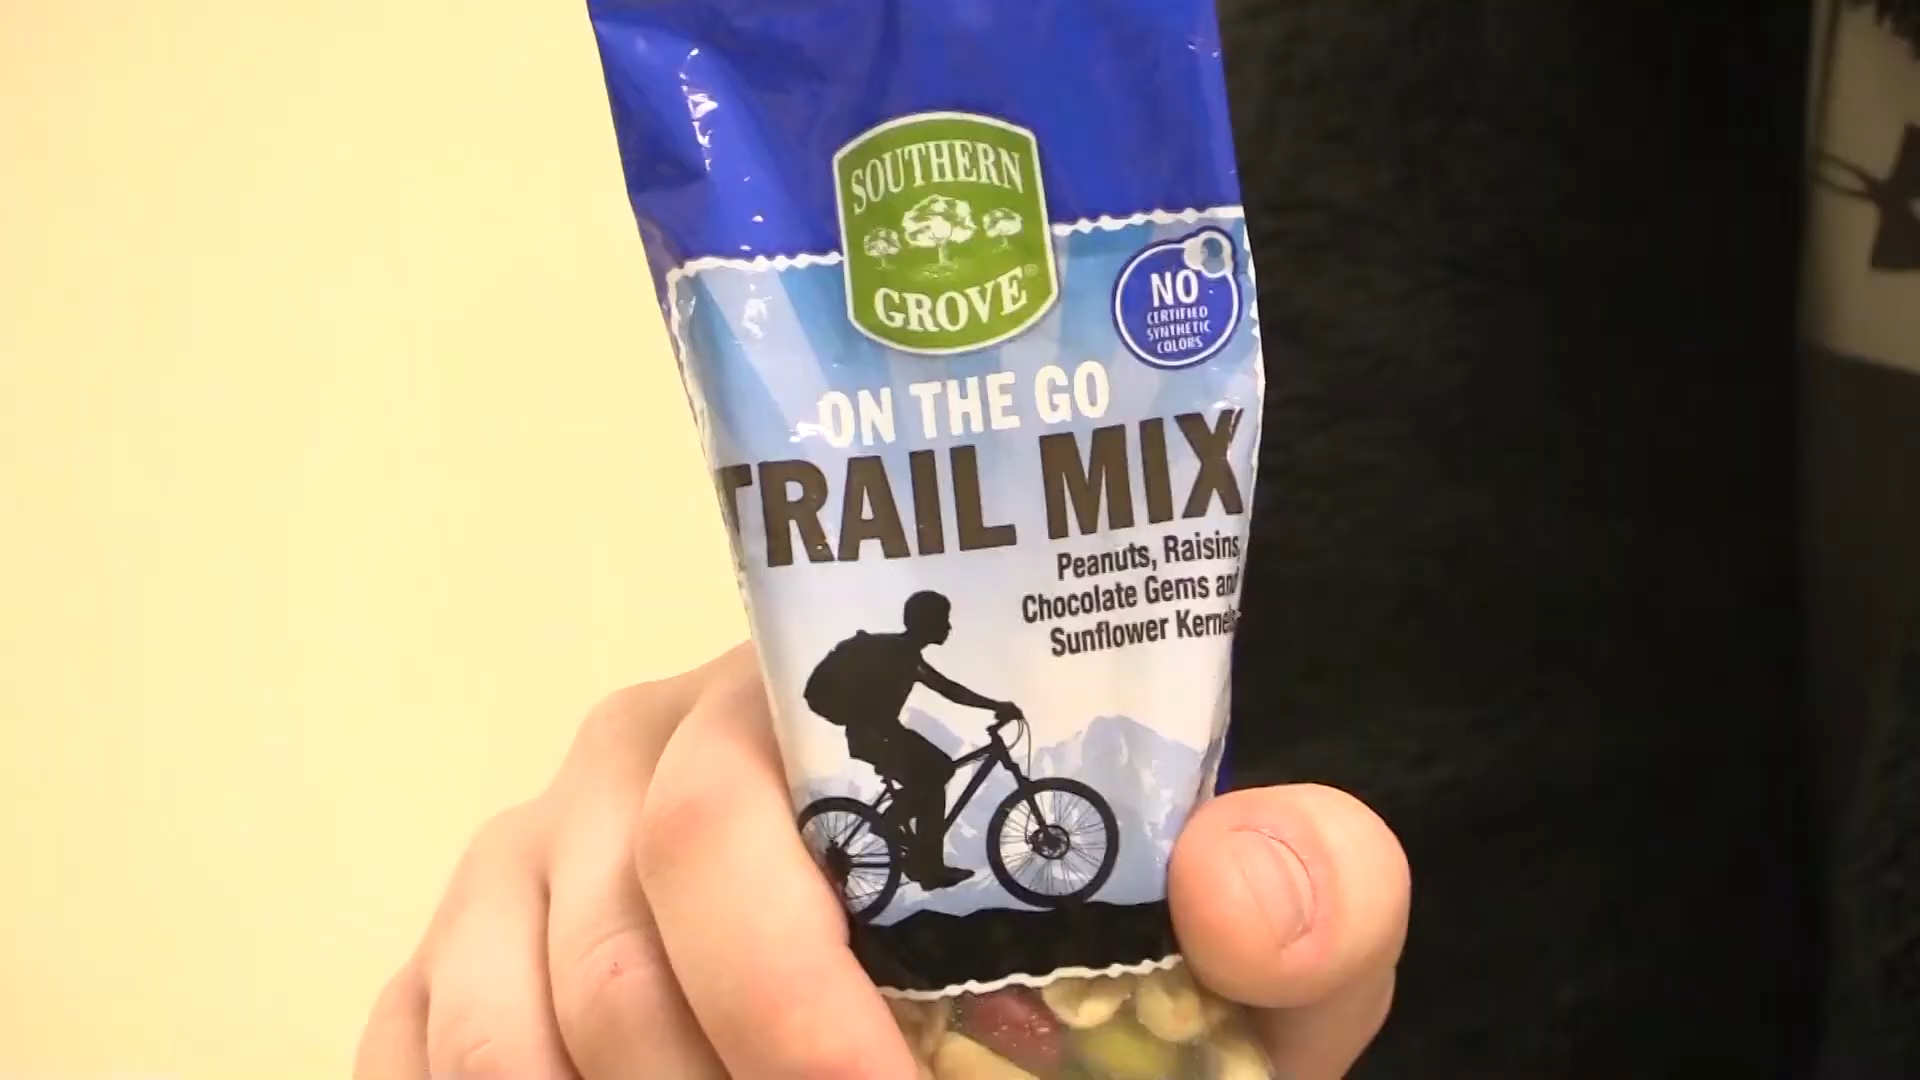 SOUTHERN
GROVE®
NO
CERTIFIED
SYNTHETIC
COLORS
ON THE GO
TRAIL MIX
Peanuts, Raisins,
Chocolate Gems and
Sunflower Kernels